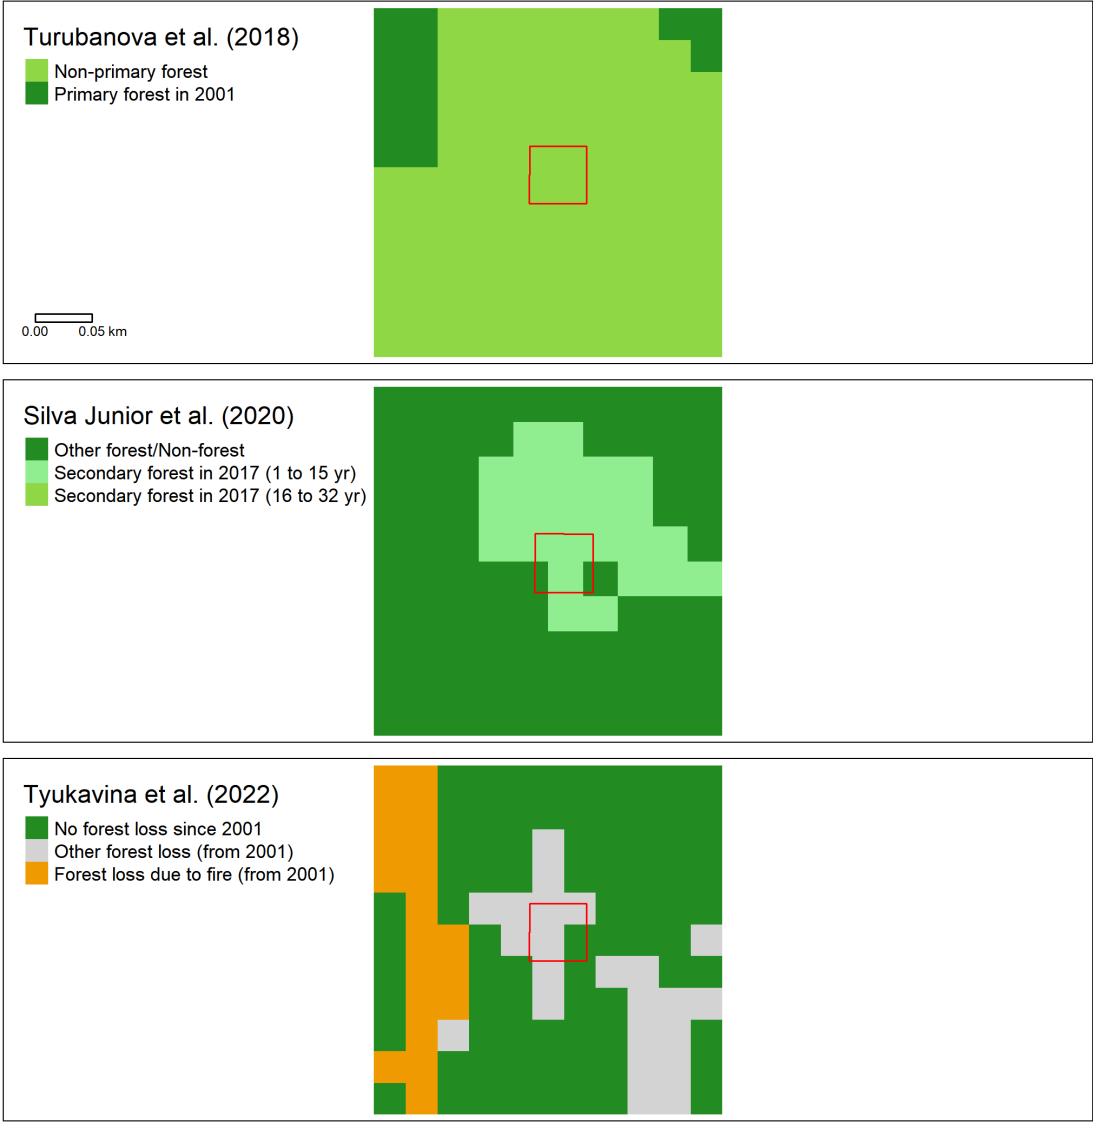 Turubanova et al. (2018)
Non-primary forest
Primary forest in 2001
0.00 0.05 km
Silva Junior et al. (2020)
Other forest/Non-forest
Secondary forest in 2017 (1 to 15 yr)
Secondary forest in 2017 (16 to 32 yr)
Tyukavina et al. (2022)
No forest loss since 2001
Other forest loss (from 2001)
Forest loss due to fire (from 2001)